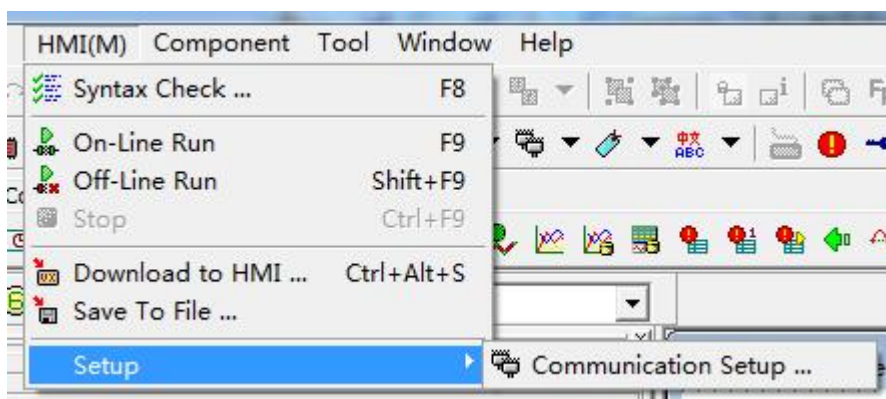 HMI(M) Component Tool Window Help
Syntax Check ... F8
On-Line Run F9
Off-Line Run Shift+F9
Stop Ctrl+F9
Download to HMI ... Ctrl+Alt+S
Save To File ...
Setup
Communication Setup ...
中文
ABC